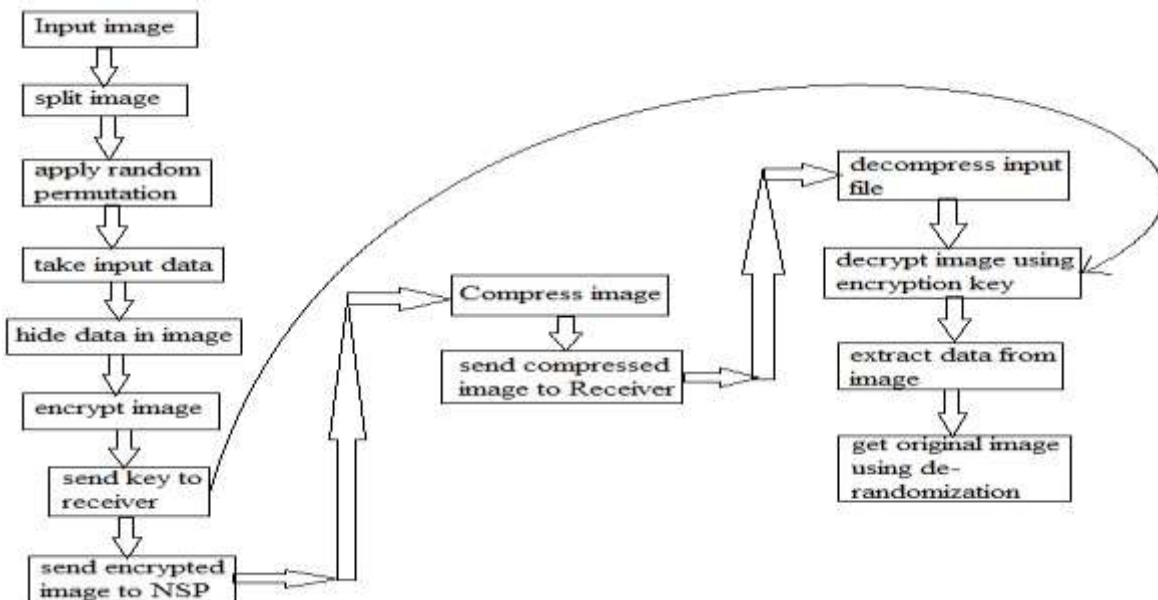 Input image
split image
apply random
permutation
take input data
hide data in image
encrypt image
send key to
receiver
send encrypted
image to NSP
Compress image
send compressed
image to Receiver
decompress input
file
decrypt image using
encryption key
extract data from
image
get original image
using de-
randomization